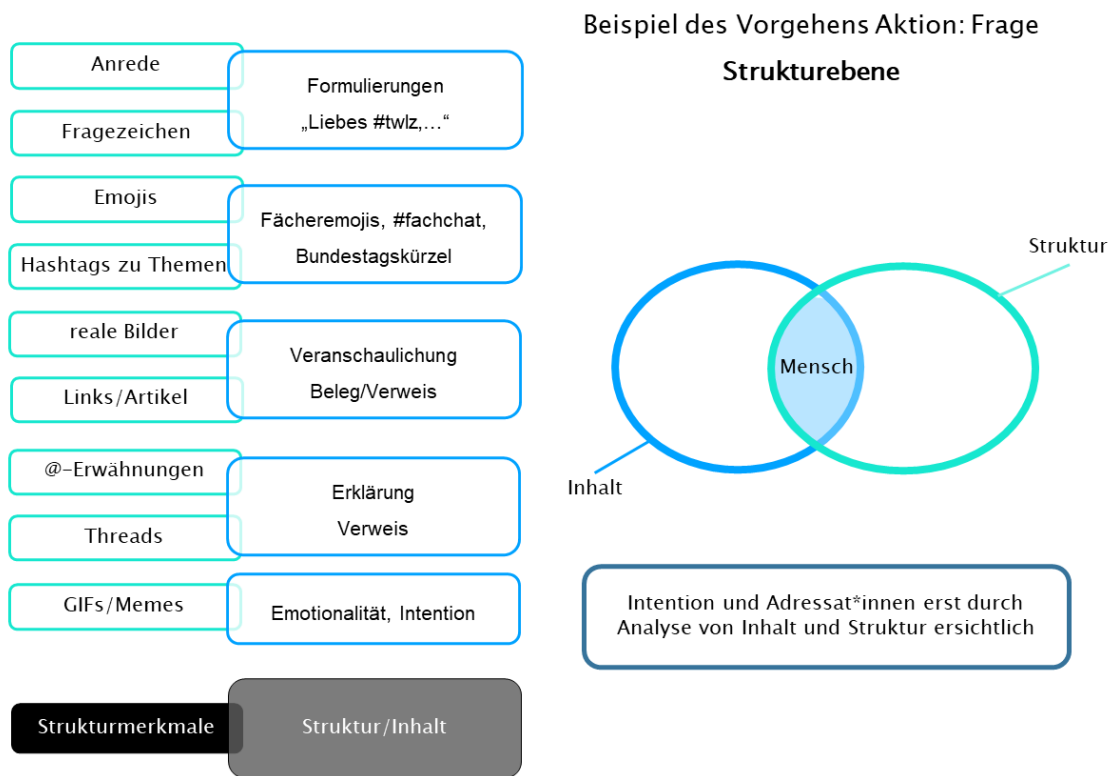 Beispiel des Vorgehens Aktion: Frage
Strukturebene
Anrede
Fragezeichen
Formulierungen
„Liebes #twlz,…“
Emojis
Hashtags zu Themen
Fächeremojis, #fachchat,
Bundestagskürzel
reale Bilder
Links/Artikel
Veranschaulichung
Beleg/Verweis
@-Erwähnungen
Threads
Erklärung
Verweis
GIFs/Memes
Emotionalität, Intention
Strukturmerkmale
Struktur/Inhalt
Struktur
Mensch
Inhalt
Intention und Adressat*innen erst durch
Analyse von Inhalt und Struktur ersichtlich